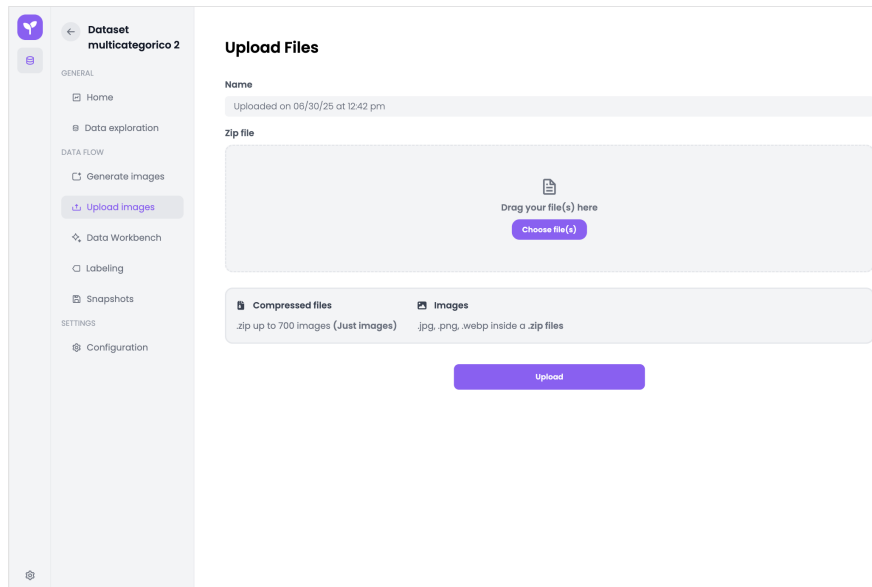 Dataset
multicategorico 2
GENERAL
Home
Data exploration
DATA FLOW
Generate images
Upload images
Data Workbench
Labeling
Snapshots
SETTINGS
Configuration
Upload Files
Name
Uploaded on 06/30/25 at 12:42 pm
Zip file
Drag your file(s) here
Choose file(s)
Compressed files
.zip up to 700 images (Just images)
Images
.jpg, .png, .webp inside a .zip files
Upload